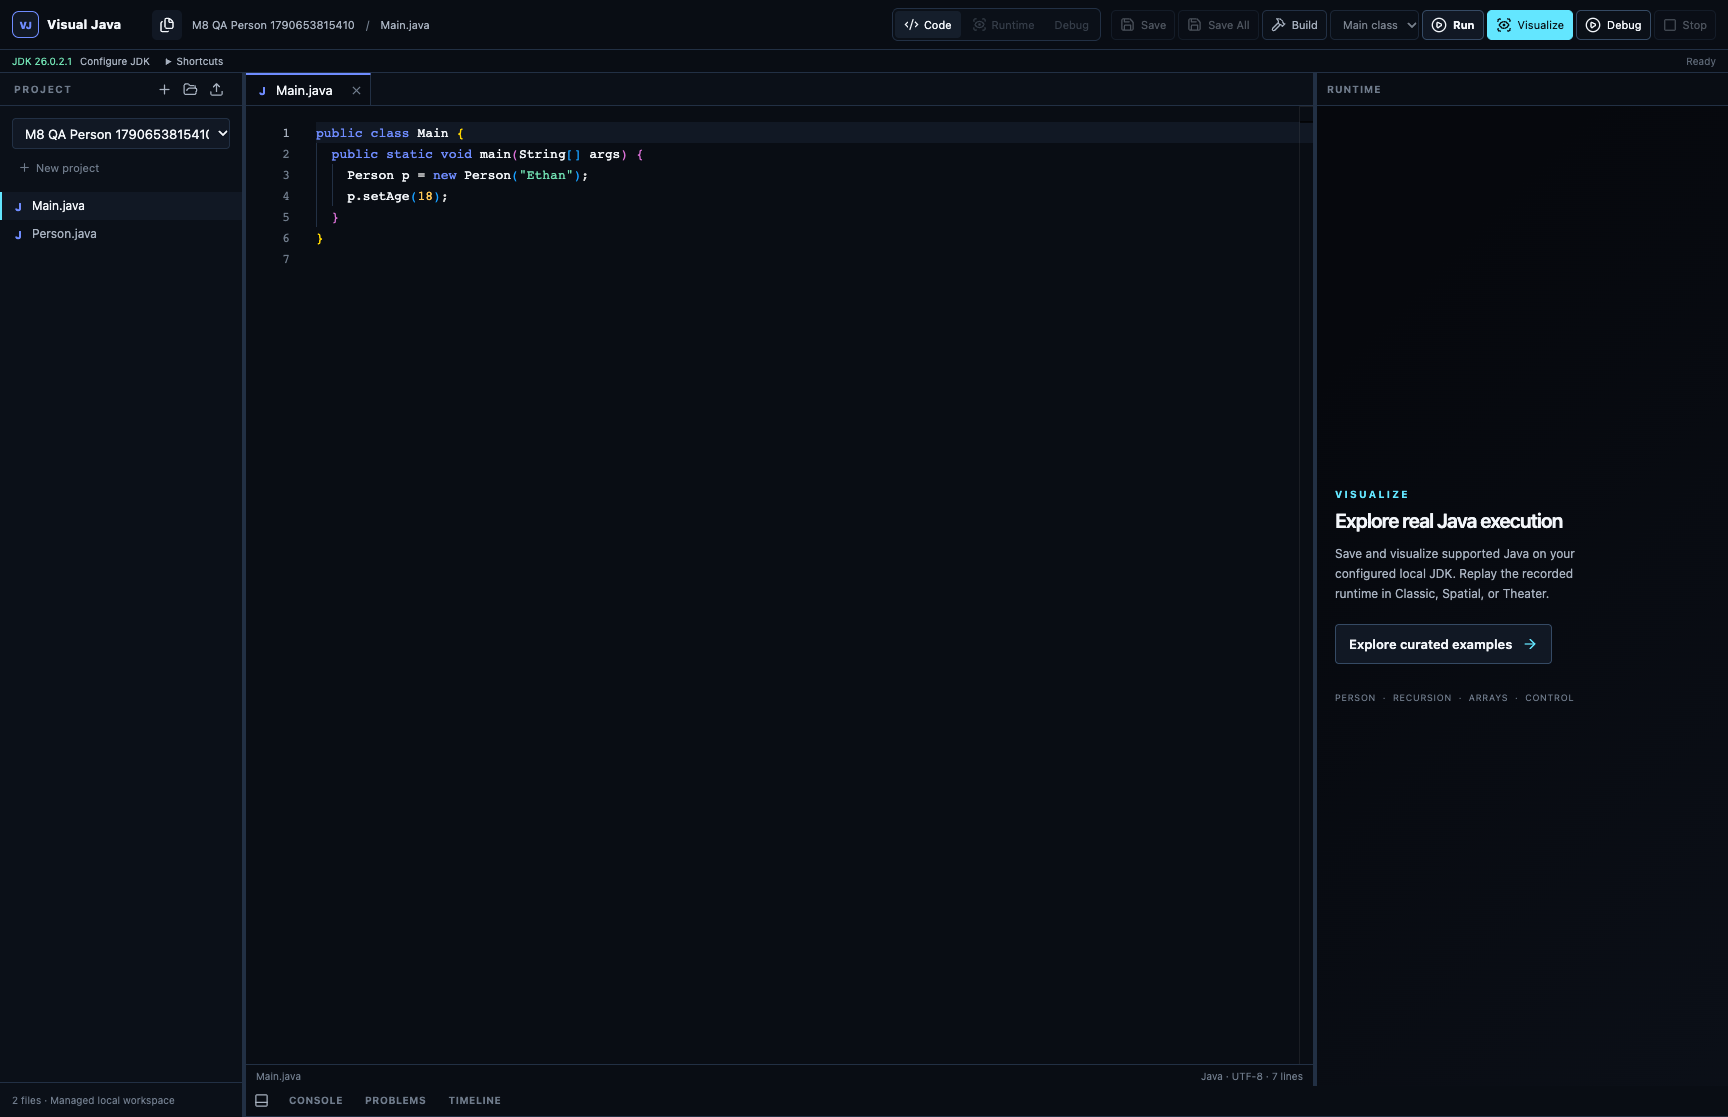 VJ Visual Java M8 QA Person 1790653815410 / Main.java Code Runtime Debug Save Save All Build Main class Run Visualize Debug Stop
JDK 26.0.2.1 Configure JDK Shortcuts Ready
PROJECT
J Main.java
RUNTIME
M8 QA Person 1790653815410
New project
J Main.java
J Person.java
1 public class Main {
2 public static void main(String[] args) {
3 Person p = new Person("Ethan");
4 p.setAge(18);
5 }
6 }
7
VISUALIZE
Explore real Java execution
Save and visualize supported Java on your
configured local JDK. Replay the recorded
runtime in Classic, Spatial, or Theater.
Explore curated examples
PERSON · RECURSION · ARRAYS · CONTROL
Main.java Java · UTF-8 · 7 lines
2 files · Managed local workspace
CONSOLE PROBLEMS TIMELINE